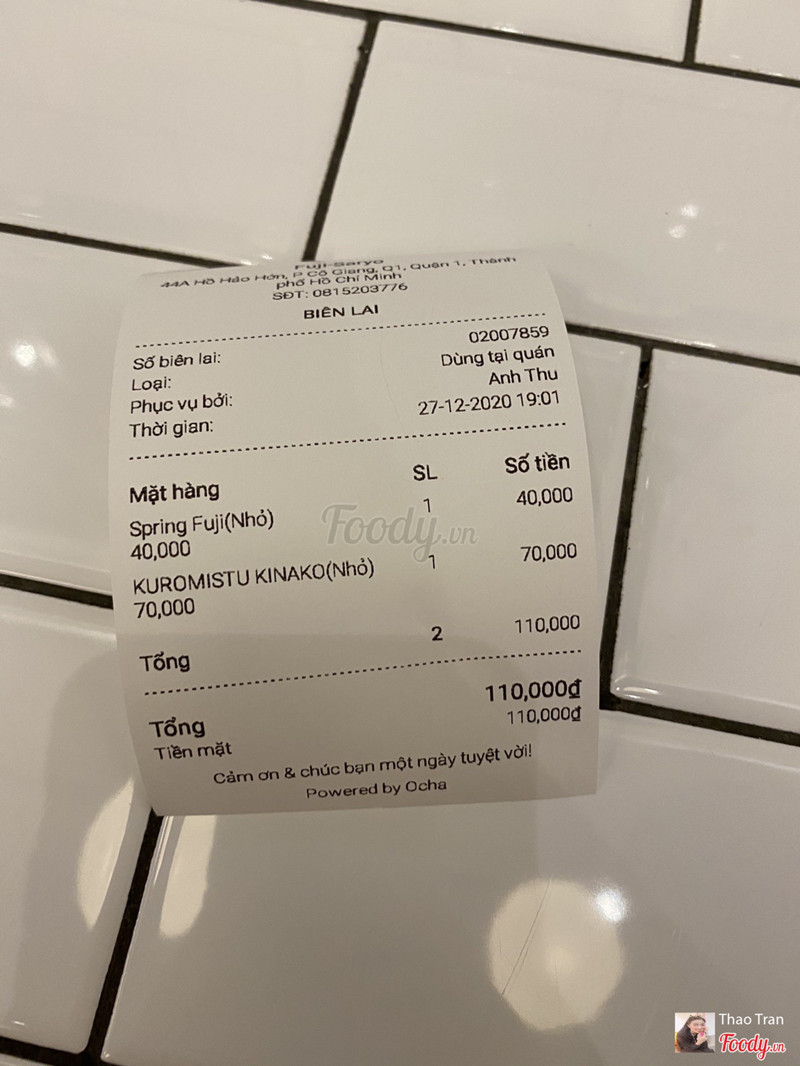 Fuji-Saryo
44A Hồ Hảo Hớn, P Cô Giang, Q1, Quận 1, Thành
phố Hồ Chí Minh
SĐT: 0815203776
BIÊN LAI
Số biên lai: 02007859
Loại: Dùng tại quán
Phục vụ bởi: Anh Thu
Thời gian: 27-12-2020 19:01
Mặt hàng SL Số tiền
Spring Fuji(Nhỏ) 1 40,000
40,000
KUROMISTU KINAKO(Nhỏ) 1 70,000
70,000
Tổng 2 110,000
Tổng 110,000₫
Tiền mặt 110,000₫
Cảm ơn & chúc bạn một ngày tuyệt vời!
Powered by Ocha
Foody.vn
Thao Tran
Foody.vn